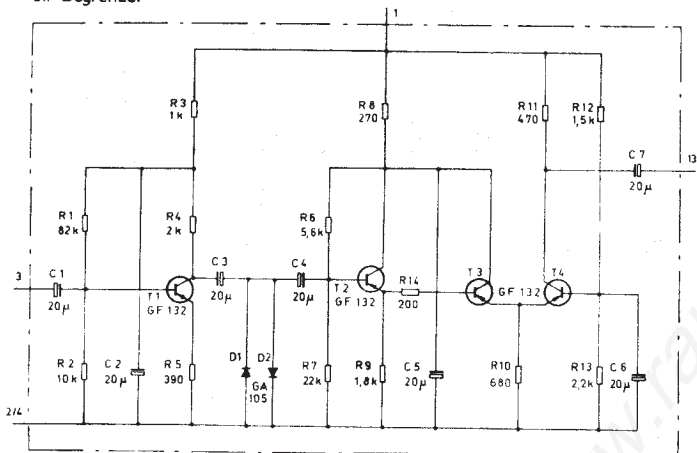 Begrenzer
1
R3
1k
R8
270
R11
470
R12
1,5k
C7
20µ
13
R1
82k
R4
2k
R6
5,6k
3
C1
20µ
T1
GF 132
C3
20µ
C4
20µ
T2
GF 132
R14
200
T3
GF 132
T4
R2
10k
C2
20µ
R5
390
D1
D2
GA
105
R7
22k
R9
1,8k
C5
20µ
R10
680
R13
2,2k
C6
20µ
2/4